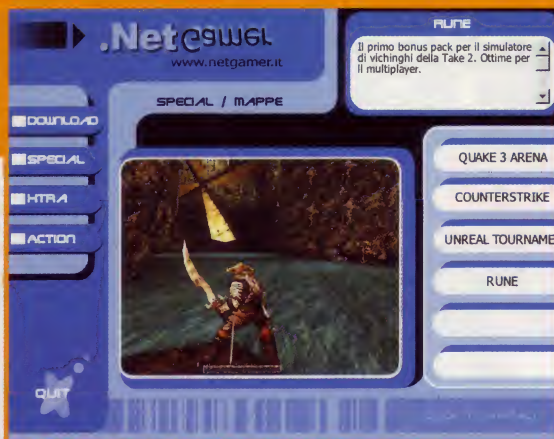 .NetGamer
www.netgamer.it
RUNE
Il primo bonus pack per il simulatore
di vichinghi della Take 2. Ottime per
il multiplayer.
SPECIAL / MAPPE
DOWNLOAD
SPECIAL
XTRA
ACTION
QUIT
QUAKE 3 ARENA
COUNTERSTRIKE
UNREAL TOURNAME
RUNE